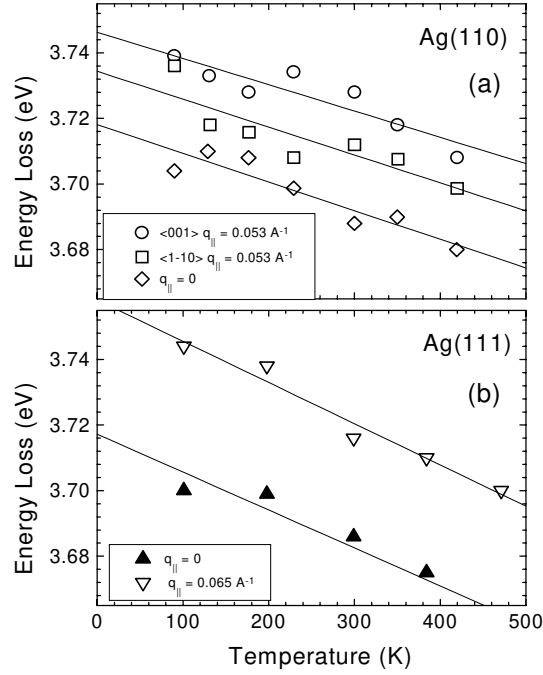 Ag(110)
(a)
3.74
3.72
3.70
3.68
Energy Loss (eV)
<001> q|| = 0.053 A-1
<1-10> q|| = 0.053 A-1
q|| = 0
Ag(111)
(b)
3.74
3.72
3.70
3.68
Energy Loss (eV)
q|| = 0
q|| = 0.065 A-1
0 100 200 300 400 500
Temperature (K)